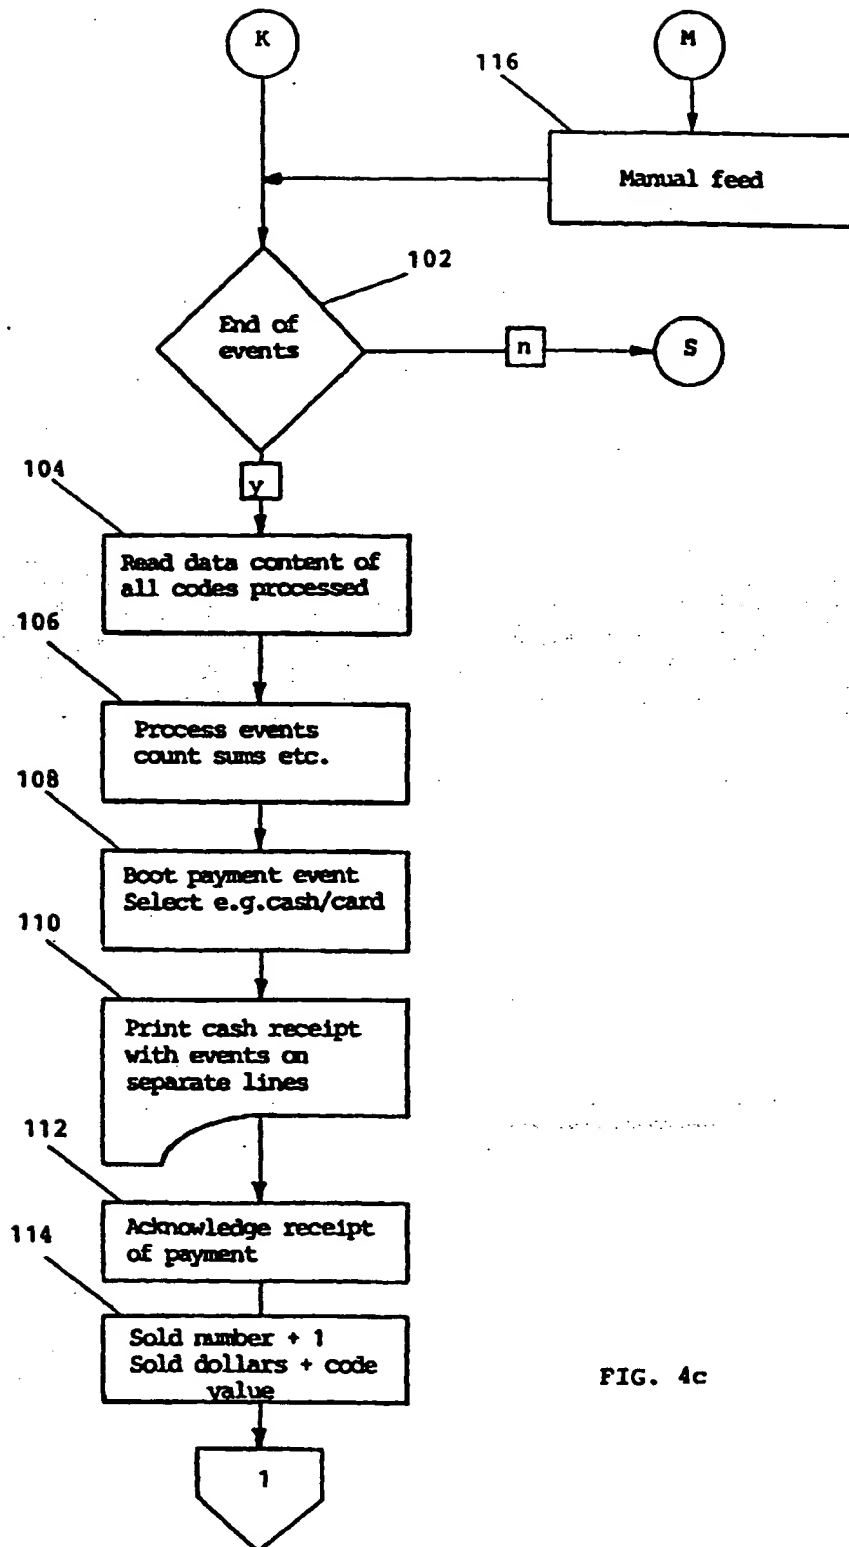 K
M
116
Manual feed
102
End of
events
n
S
y
104
Read data content of
all codes processed
106
Process events
count sums etc.
108
Boot payment event
Select e.g.cash/card
110
Print cash receipt
with events on
separate lines
112
Acknowledge receipt
of payment
114
Sold number + 1
Sold dollars + code
value
FIG. 4c
1